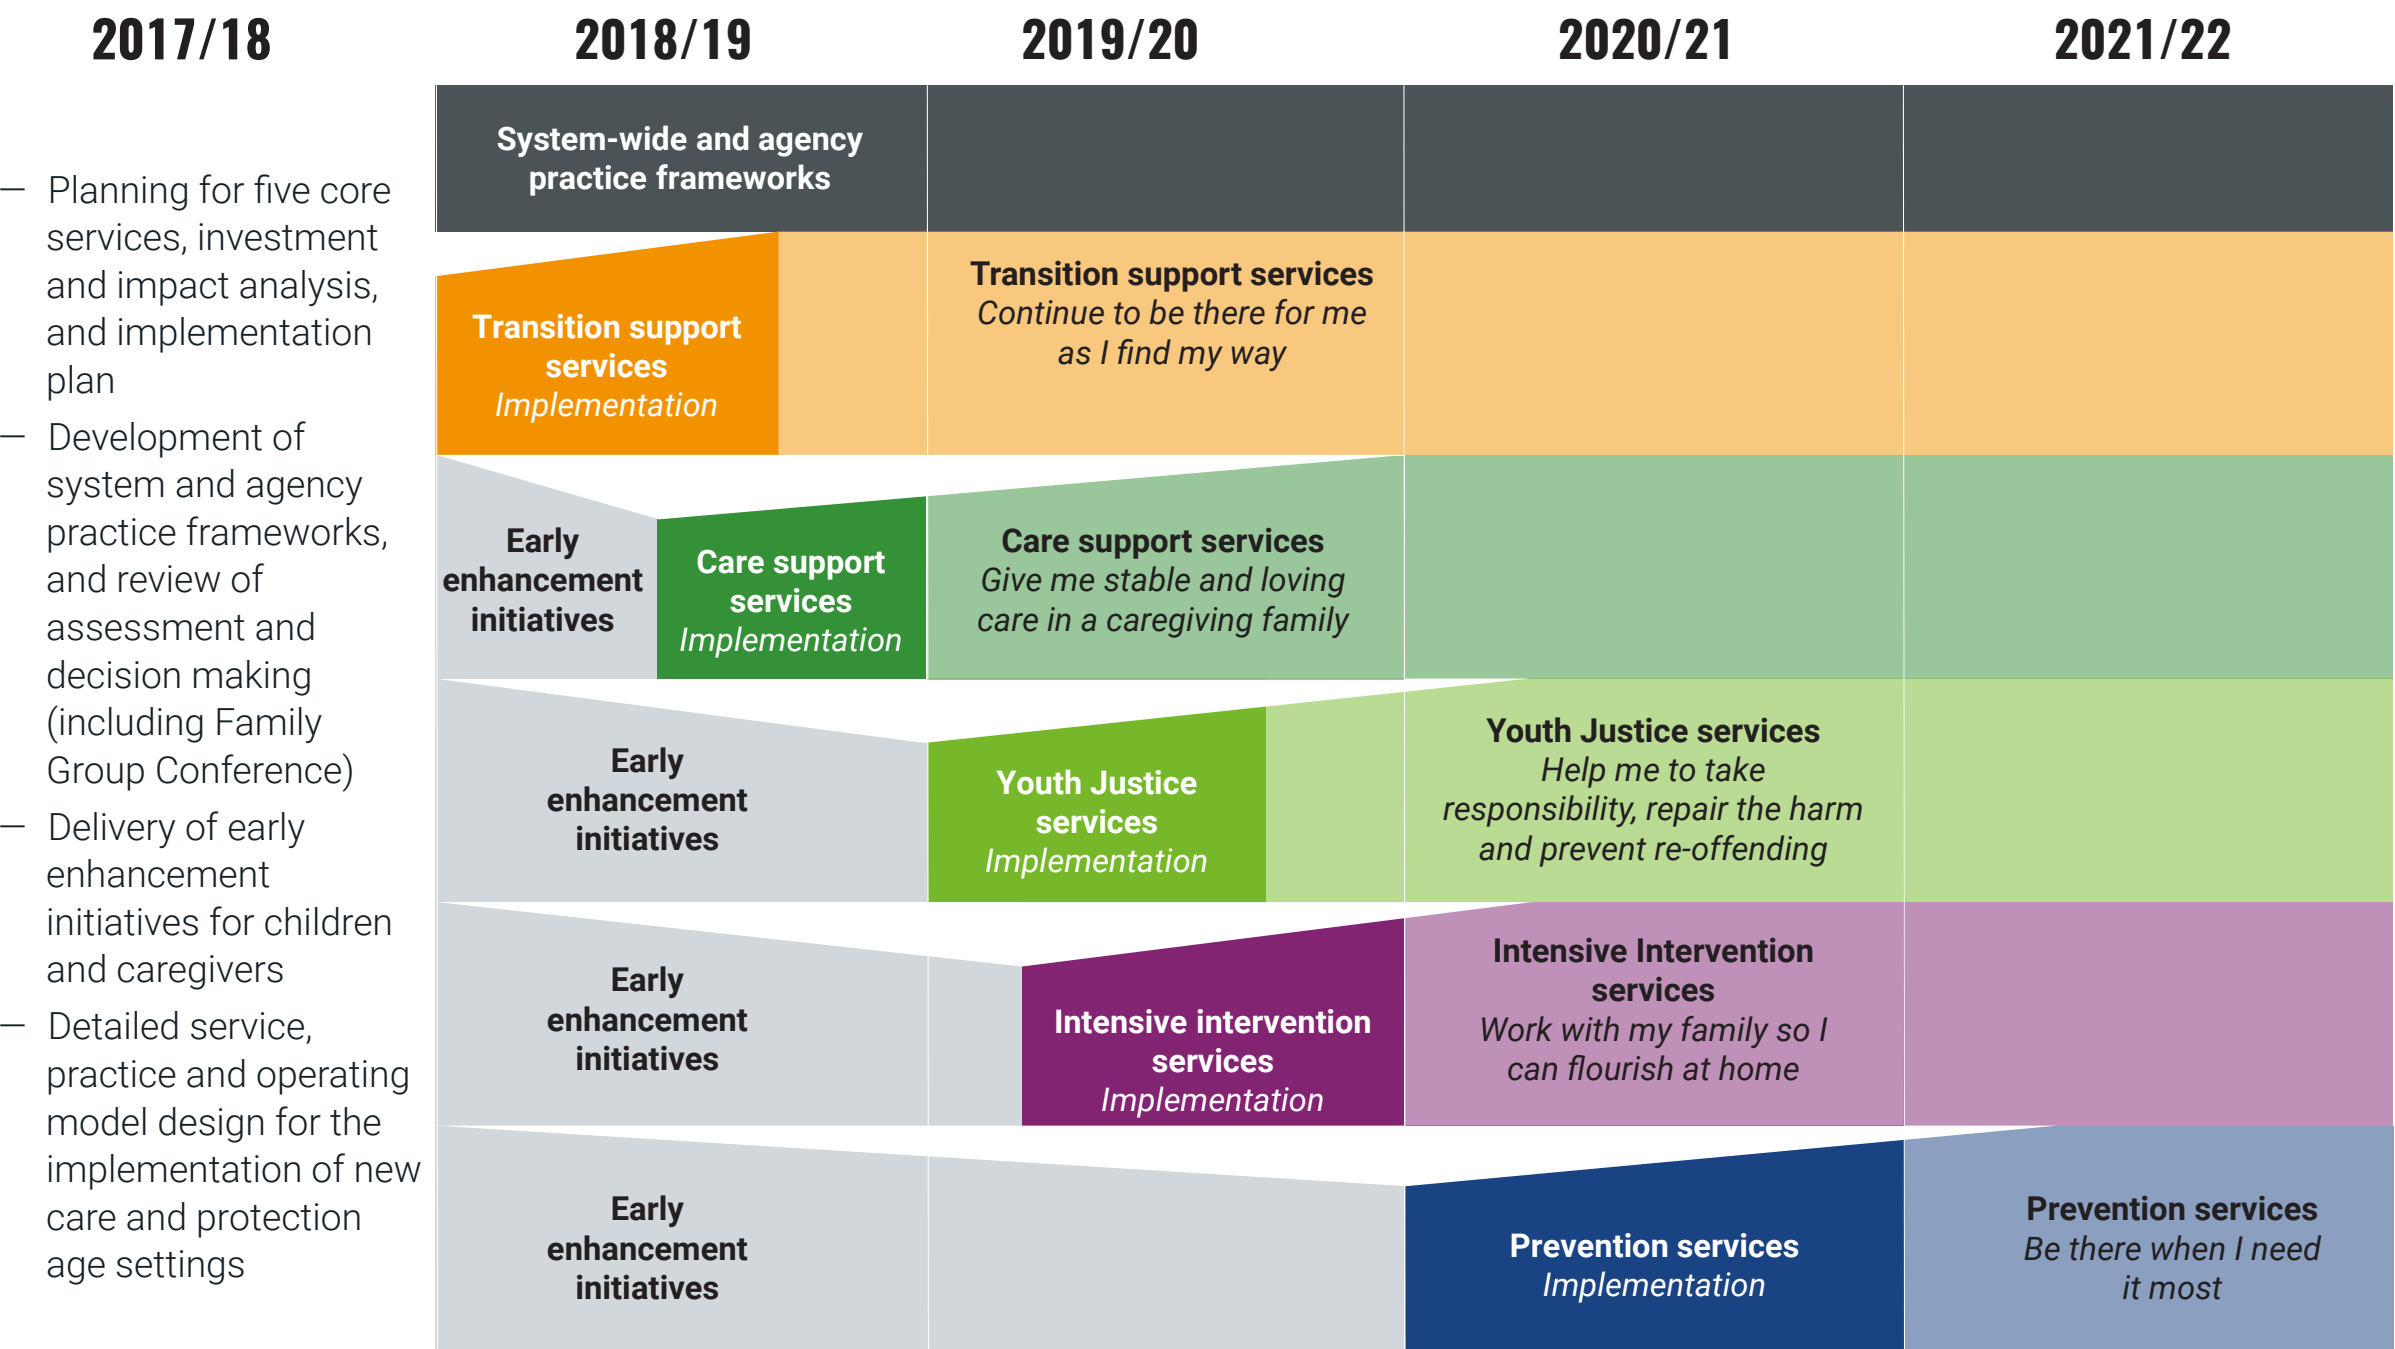 2017/18
2018/19
2019/20
2020/21
2021/22
— Planning for five core
services, investment
and impact analysis,
and implementation
plan
— Development of
system and agency
practice frameworks,
and review of
assessment and
decision making
(including Family
Group Conference)
— Delivery of early
enhancement
initiatives for children
and caregivers
— Detailed service,
practice and operating
model design for the
implementation of new
care and protection
age settings
System-wide and agency
practice frameworks
Transition support
services
Implementation
Transition support services
Continue to be there for me
as I find my way
Early
enhancement
initiatives
Care support
services
Implementation
Care support services
Give me stable and loving
care in a caregiving family
Early
enhancement
initiatives
Youth Justice
services
Implementation
Youth Justice services
Help me to take
responsibility, repair the harm
and prevent re-offending
Early
enhancement
initiatives
Intensive intervention
services
Implementation
Intensive Intervention
services
Work with my family so I
can flourish at home
Early
enhancement
initiatives
Prevention services
Implementation
Prevention services
Be there when I need
it most